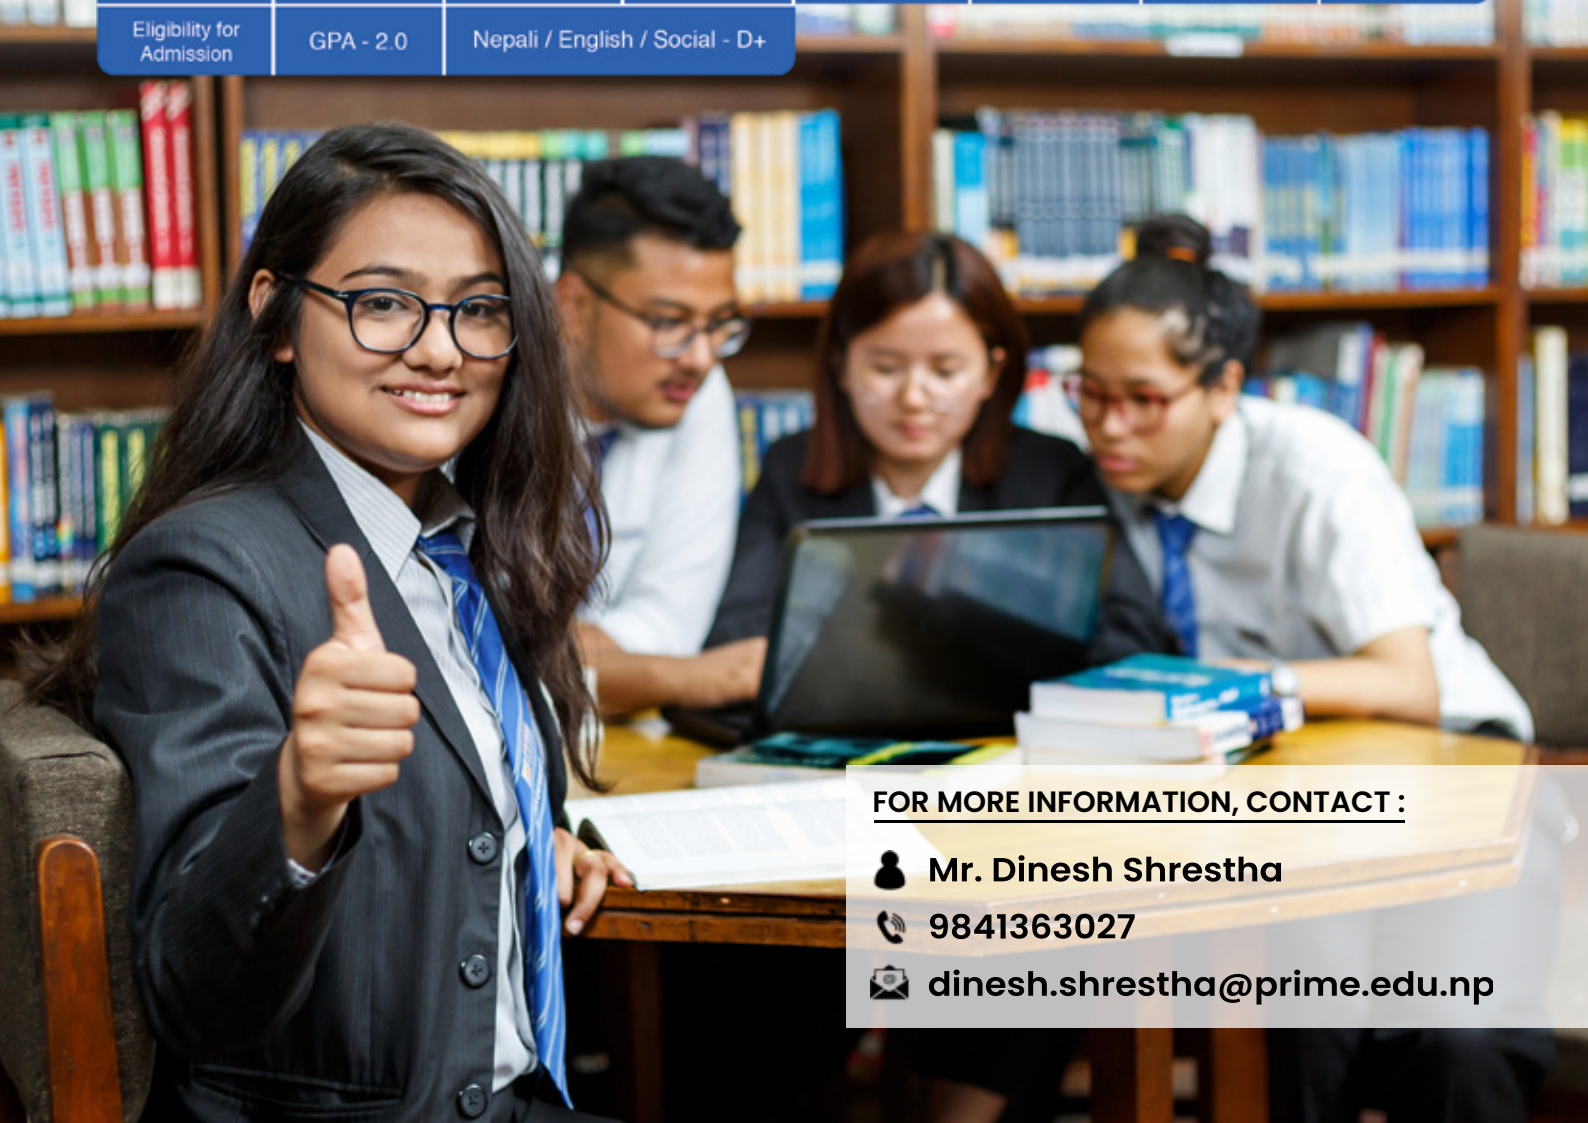 Eligibility for
Admission
GPA - 2.0
Nepali / English / Social - D+
FOR MORE INFORMATION, CONTACT :
Mr. Dinesh Shrestha
9841363027
dinesh.shrestha@prime.edu.np